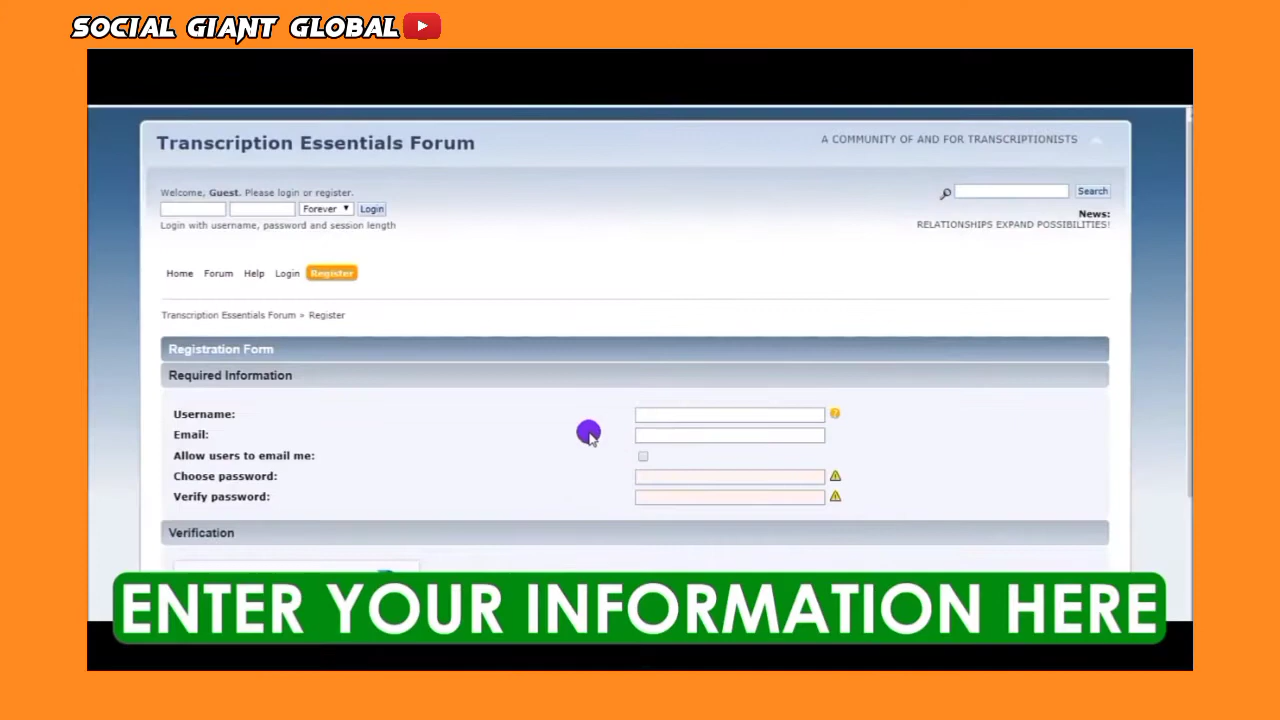 SOCIAL GIANT GLOBAL
Transcription Essentials Forum
A COMMUNITY OF AND FOR TRANSCRIPTIONISTS
Welcome, Guest. Please login or register.
Forever Login
Search
Login with username, password and session length
News:
RELATIONSHIPS EXPAND POSSIBILITIES!
Home Forum Help Login Register
Transcription Essentials Forum » Register
Registration Form
Required Information
Username:
Email:
Allow users to email me:
Choose password:
Verify password:
Verification
ENTER YOUR INFORMATION HERE